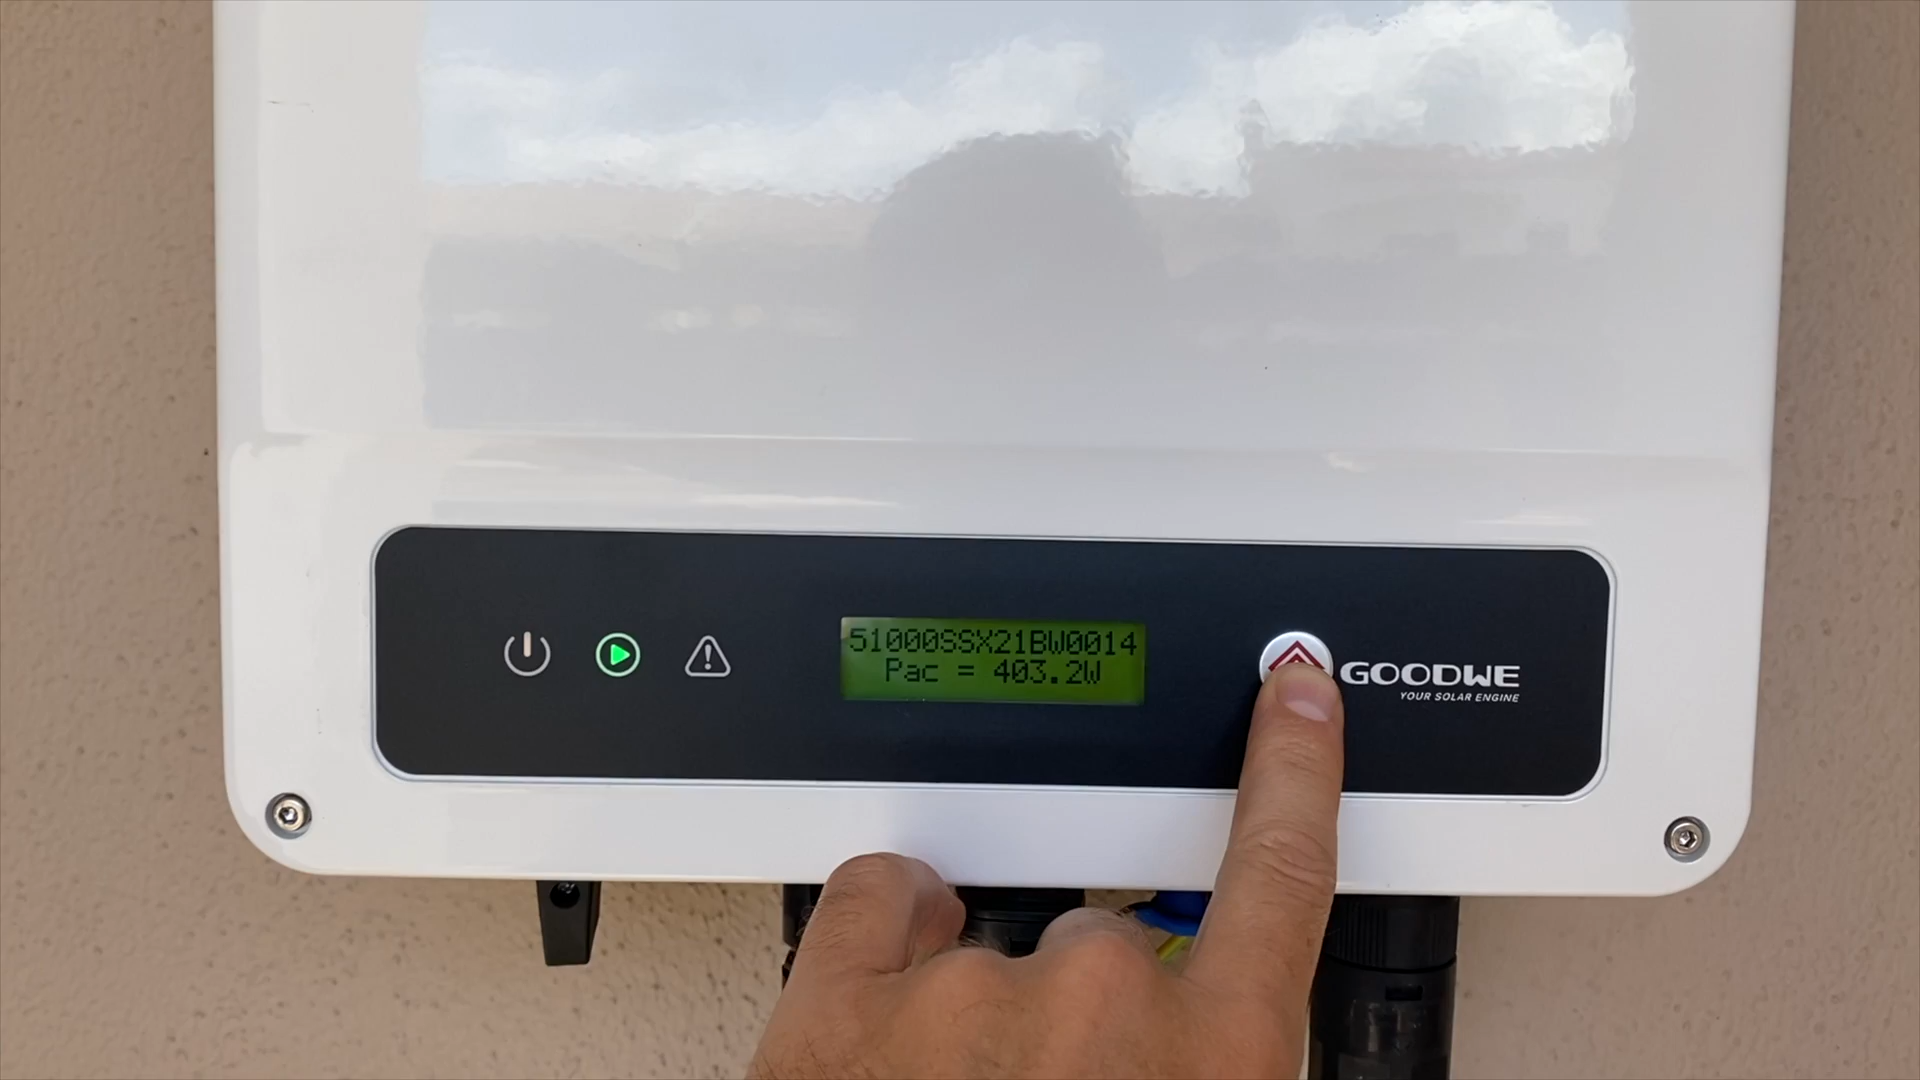 51000SSX21BW0014
Pac = 403.2W
GOODWE
YOUR SOLAR ENGINE